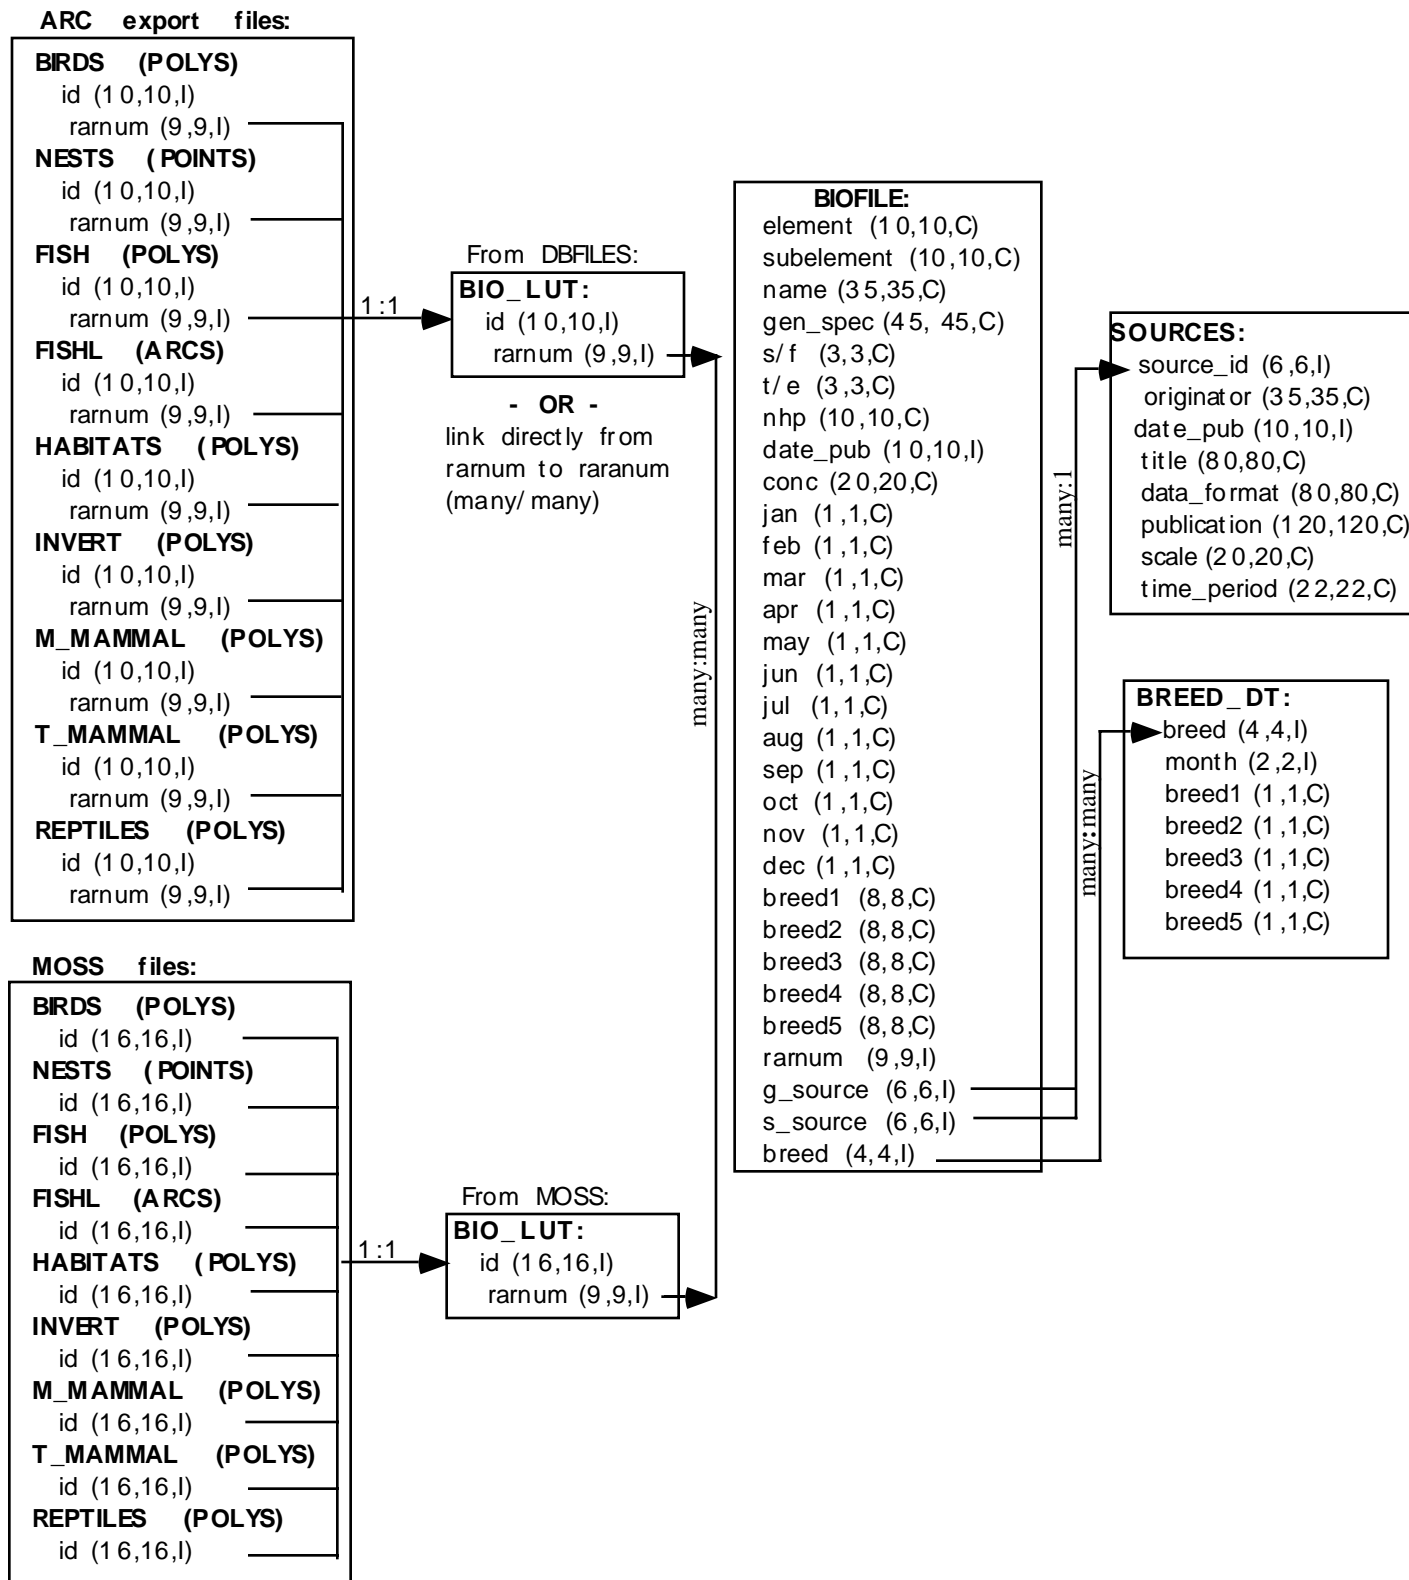 ARC export files:
BIRDS (POLYS)
id (10,10,I)
rarnum (9,9,I)
NESTS (POINTS)
id (10,10,I)
rarnum (9,9,I)
FISH (POLYS)
id (10,10,I)
rarnum (9,9,I)
FISHL (ARCS)
id (10,10,I)
rarnum (9,9,I)
HABITATS (POLYS)
id (10,10,I)
rarnum (9,9,I)
INVERT (POLYS)
id (10,10,I)
rarnum (9,9,I)
M_MAMMAL (POLYS)
id (10,10,I)
rarnum (9,9,I)
T_MAMMAL (POLYS)
id (10,10,I)
rarnum (9,9,I)
REPTILES (POLYS)
id (10,10,I)
rarnum (9,9,I)
1:1
From DBFILES:
BIO_LUT:
id (10,10,I)
rarnum (9,9,I)
- OR -
link directly from
rarnum to raranum
(many/many)
MOSS files:
BIRDS (POLYS)
id (16,16,I)
NESTS (POINTS)
id (16,16,I)
FISH (POLYS)
id (16,16,I)
FISHL (ARCS)
id (16,16,I)
HABITATS (POLYS)
id (16,16,I)
INVERT (POLYS)
id (16,16,I)
M_MAMMAL (POLYS)
id (16,16,I)
T_MAMMAL (POLYS)
id (16,16,I)
REPTILES (POLYS)
id (16,16,I)
1:1
From MOSS:
BIO_LUT:
id (16,16,I)
rarnum (9,9,I)
many:many
BIOFILE:
element (10,10,C)
subelement (10,10,C)
name (35,35,C)
gen_spec (45, 45,C)
s/f (3,3,C)
t/e (3,3,C)
nhp (10,10,C)
date_pub (10,10,I)
conc (20,20,C)
jan (1,1,C)
feb (1,1,C)
mar (1,1,C)
apr (1,1,C)
may (1,1,C)
jun (1,1,C)
jul (1,1,C)
aug (1,1,C)
sep (1,1,C)
oct (1,1,C)
nov (1,1,C)
dec (1,1,C)
breed1 (8,8,C)
breed2 (8,8,C)
breed3 (8,8,C)
breed4 (8,8,C)
breed5 (8,8,C)
rarnum (9,9,I)
g_source (6,6,I)
s_source (6,6,I)
breed (4,4,I)
many:1
many:many
SOURCES:
source_id (6,6,I)
originator (35,35,C)
date_pub (10,10,I)
title (80,80,C)
data_format (80,80,C)
publication (120,120,C)
scale (20,20,C)
time_period (22,22,C)
BREED_DT:
breed (4,4,I)
month (2,2,I)
breed1 (1,1,C)
breed2 (1,1,C)
breed3 (1,1,C)
breed4 (1,1,C)
breed5 (1,1,C)